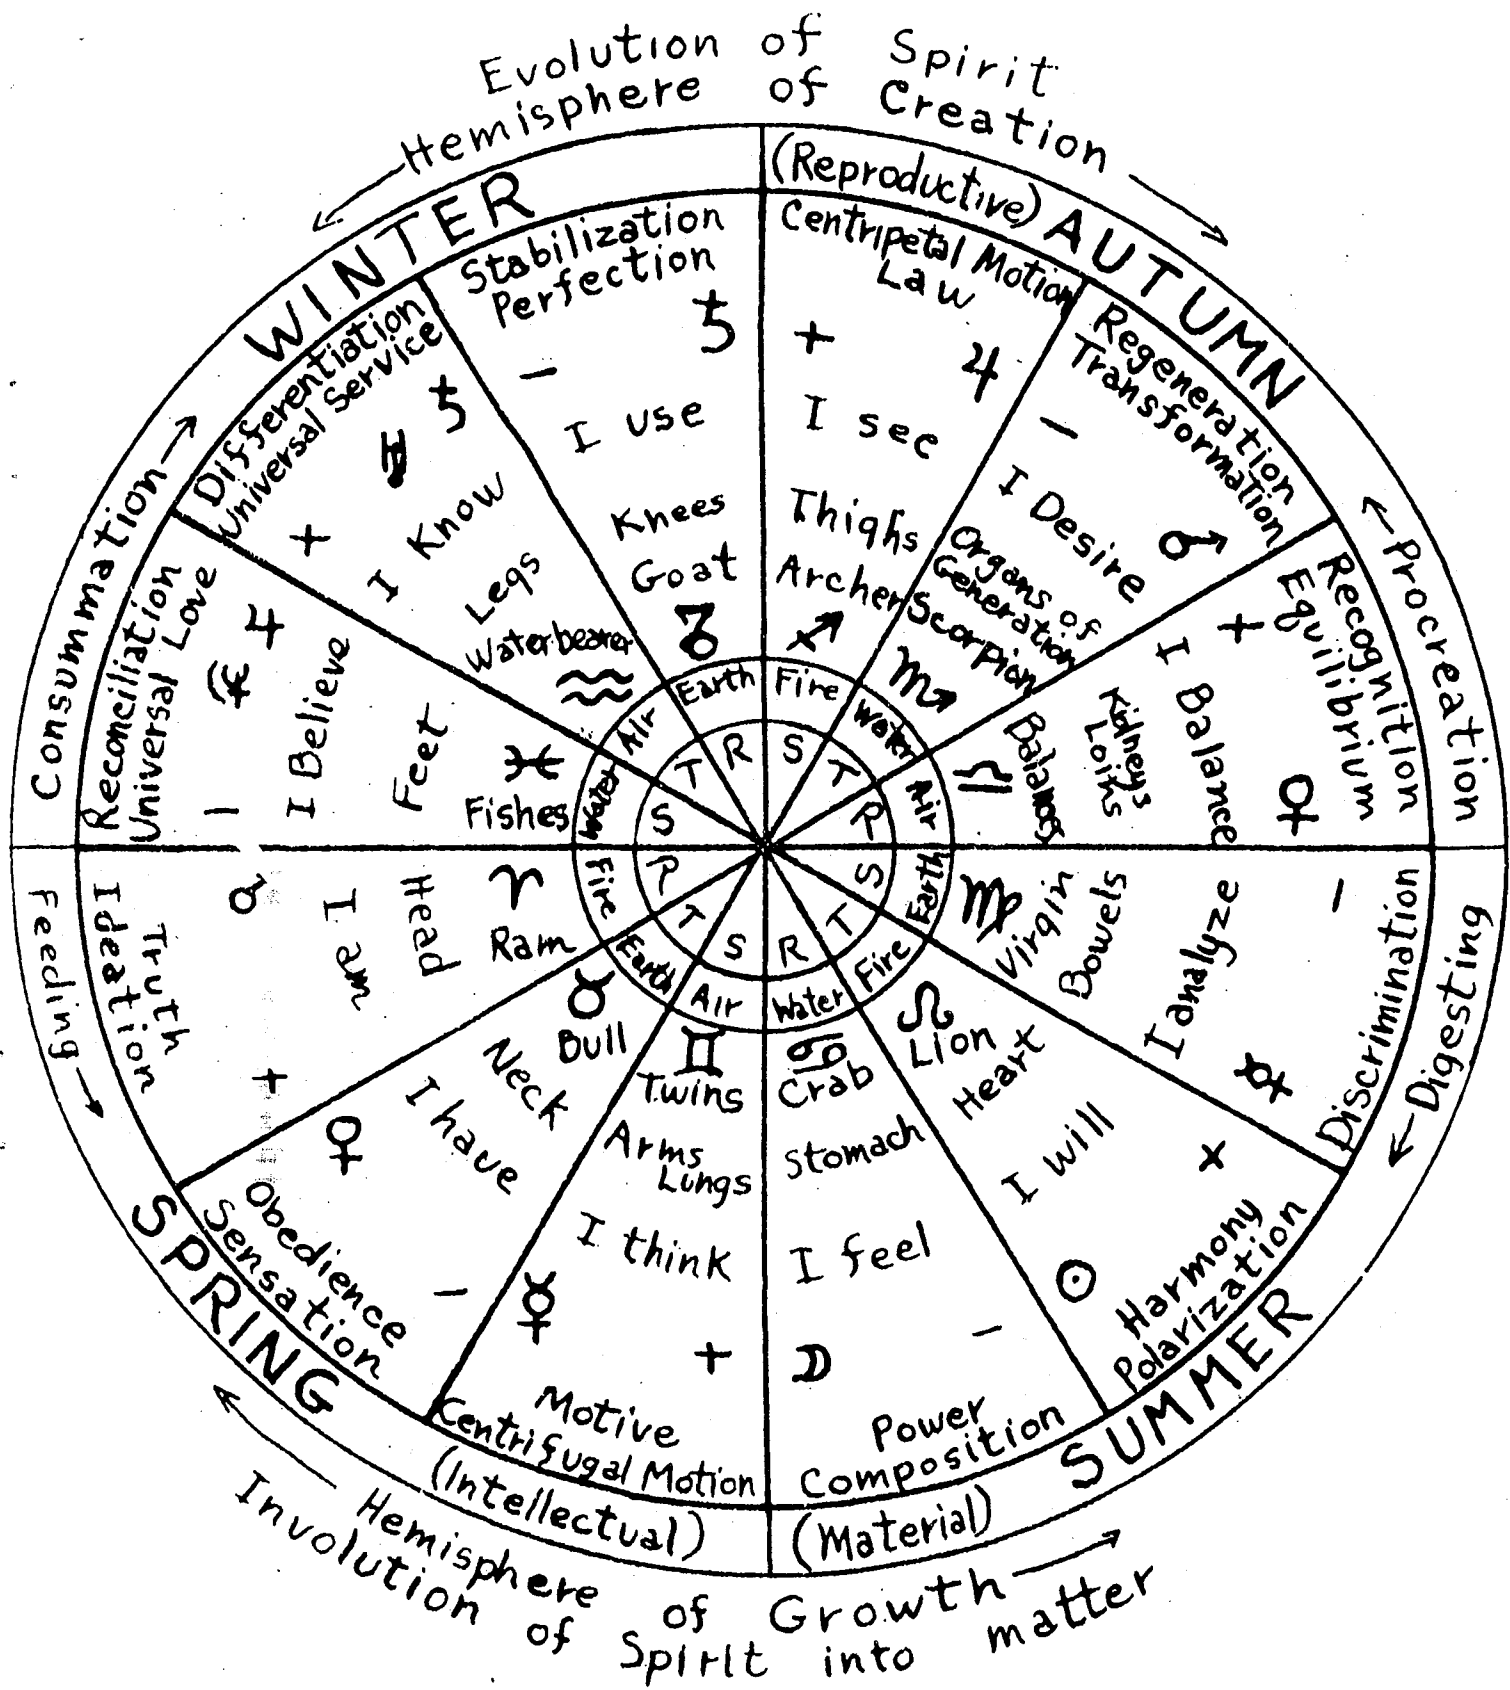 Evolution of Spirit
Hemisphere of Creation
WINTER
(Reproductive)
AUTUMN
Procreation
Digesting
SUMMER
(Material)
(Intellectual)
SPRING
Feeding
Consummation
Hemisphere of Growth
Involution of Spirit into matter
Stabilization
Perfection
♄
−
I use
Knees
Goat
♑
Earth
R
Centripetal Motion
Law
+
♃
I see
Thighs
Archer
♐
Fire
S
Regeneration
Transformation
−
♂
I Desire
Organs of
Generation
Scorpion
♏
Water
T
Recognition
Equilibrium
+
♀
I Balance
Kidneys
Loins
Balances
♎
Air
R
Discrimination
−
☿
I analyze
Bowels
Virgin
♍
Earth
S
Harmony
Polarization
+
☉
I will
Heart
Lion
♌
Fire
T
Power
Composition
−
☽
I feel
Stomach
Crab
♋
Water
R
Motive
Centrifugal Motion
+
☿
I think
Arms
Lungs
Twins
♊
Air
S
Obedience
Sensation
−
♀
I have
Neck
Bull
♉
Earth
T
Truth
Ideation
+
♂
I am
Head
Ram
♈
Fire
R
Reconciliation
Universal Love
−
♃
♆
I Believe
Feet
Fishes
♓
Water
S
Differentiation
Universal Service
+
♅ ♄
I Know
Legs
Waterbearer
♒
Air
T